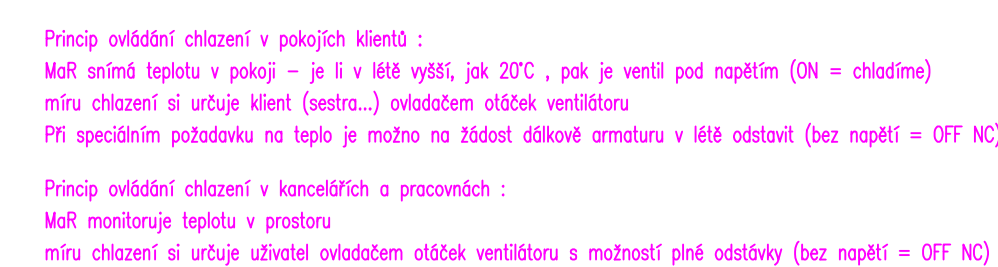 Princip ovládání chlazení v pokojích klientů :
MaR snímá teplotu v pokoji – je li v létě vyšší, jak 20°C , pak je ventil pod napětím (ON = chladíme)
míru chlazení si určuje klient (sestra...) ovladačem otáček ventilátoru
Při speciálním požadavku na teplo je možno na žádost dálkově armaturu v létě odstavit (bez napětí = OFF NC)
Princip ovládání chlazení v kancelářích a pracovnách :
MaR monitoruje teplotu v prostoru
míru chlazení si určuje uživatel ovladačem otáček ventilátoru s možností plné odstávky (bez napětí = OFF NC)